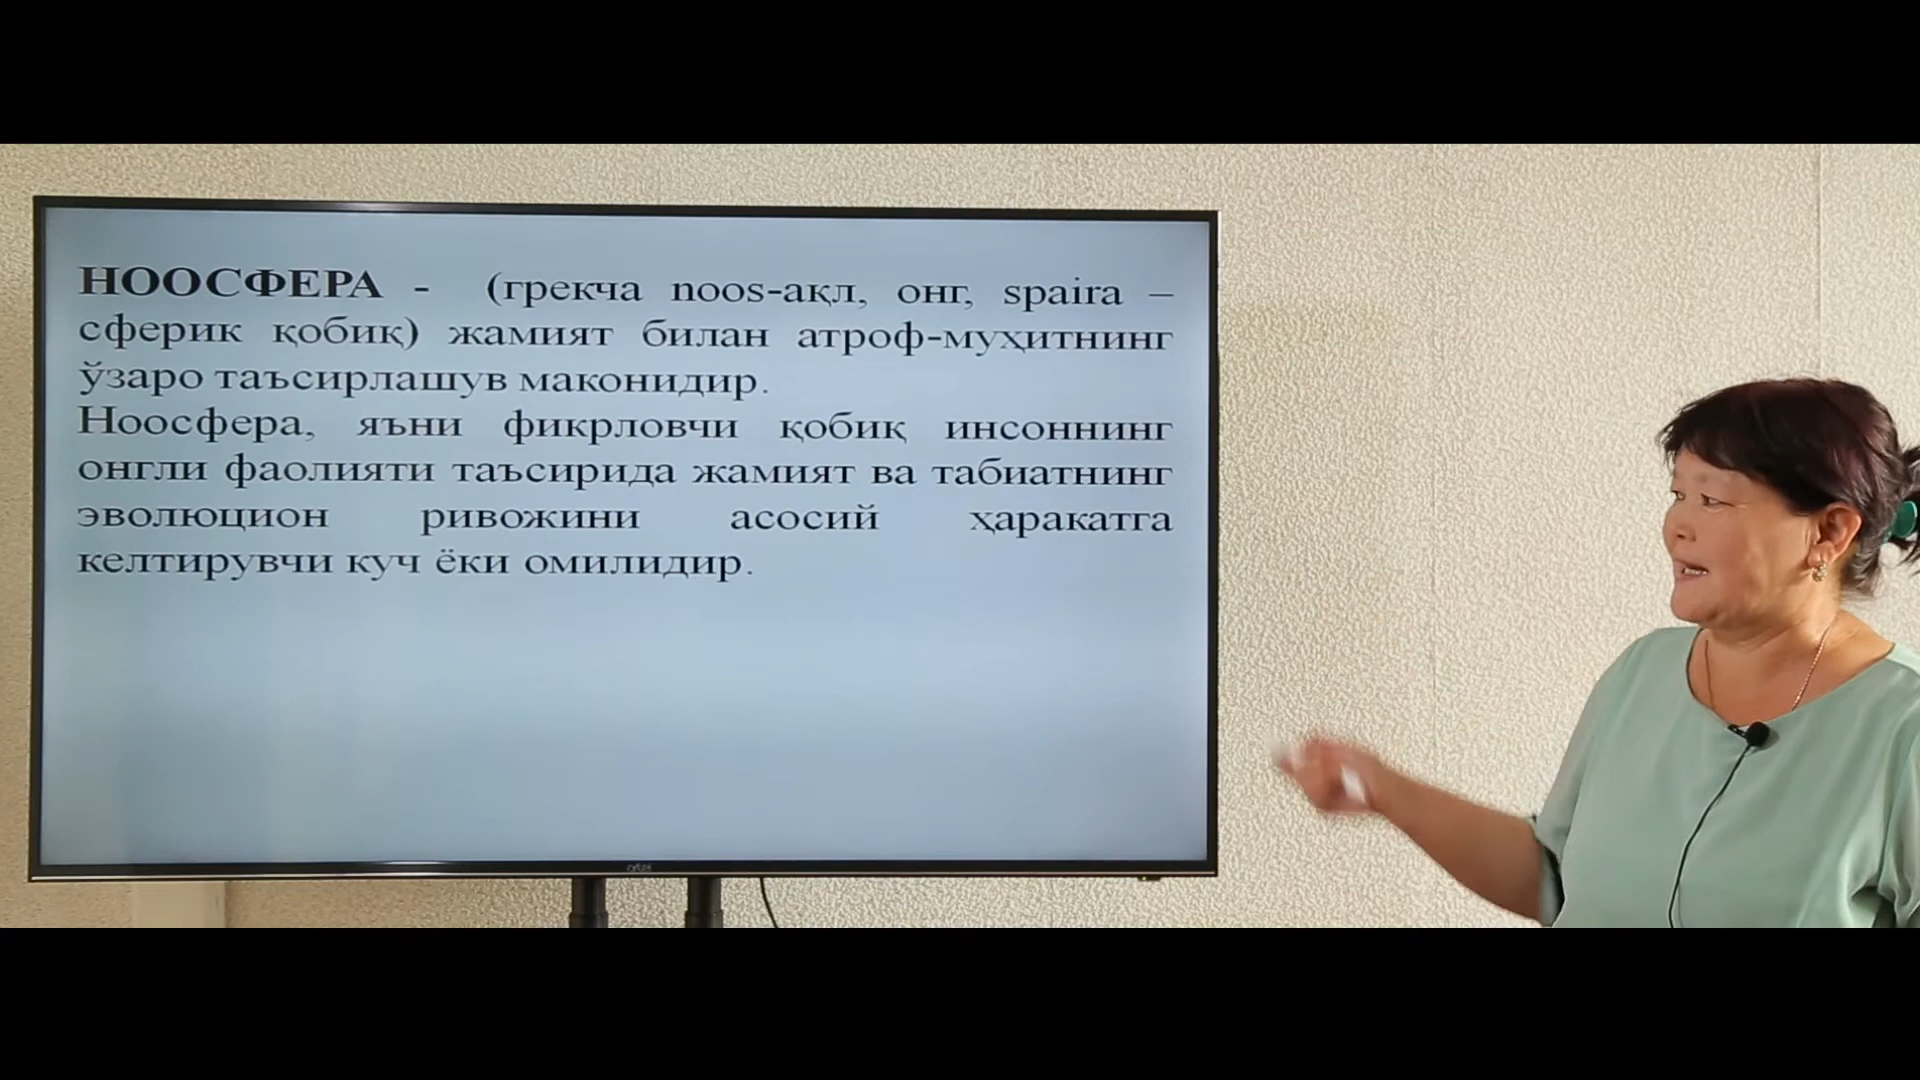 НООСФЕРА - (грекча noos-ақл, онг, spaira –
сферик қобиқ) жамият билан атроф-муҳитнинг
ўзаро таъсирлашув маконидир.
Ноосфера, яъни фикрловчи қобиқ инсоннинг
онгли фаолияти таъсирида жамият ва табиатнинг
эволюцион ривожини асосий ҳаракатга
келтирувчи куч ёки омилидир.